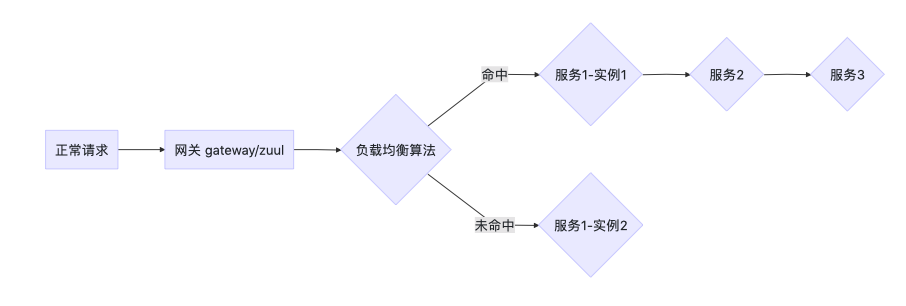 正常请求
网关 gateway/zuul
负载均衡算法
命中
服务1-实例1
服务2
服务3
未命中
服务1-实例2